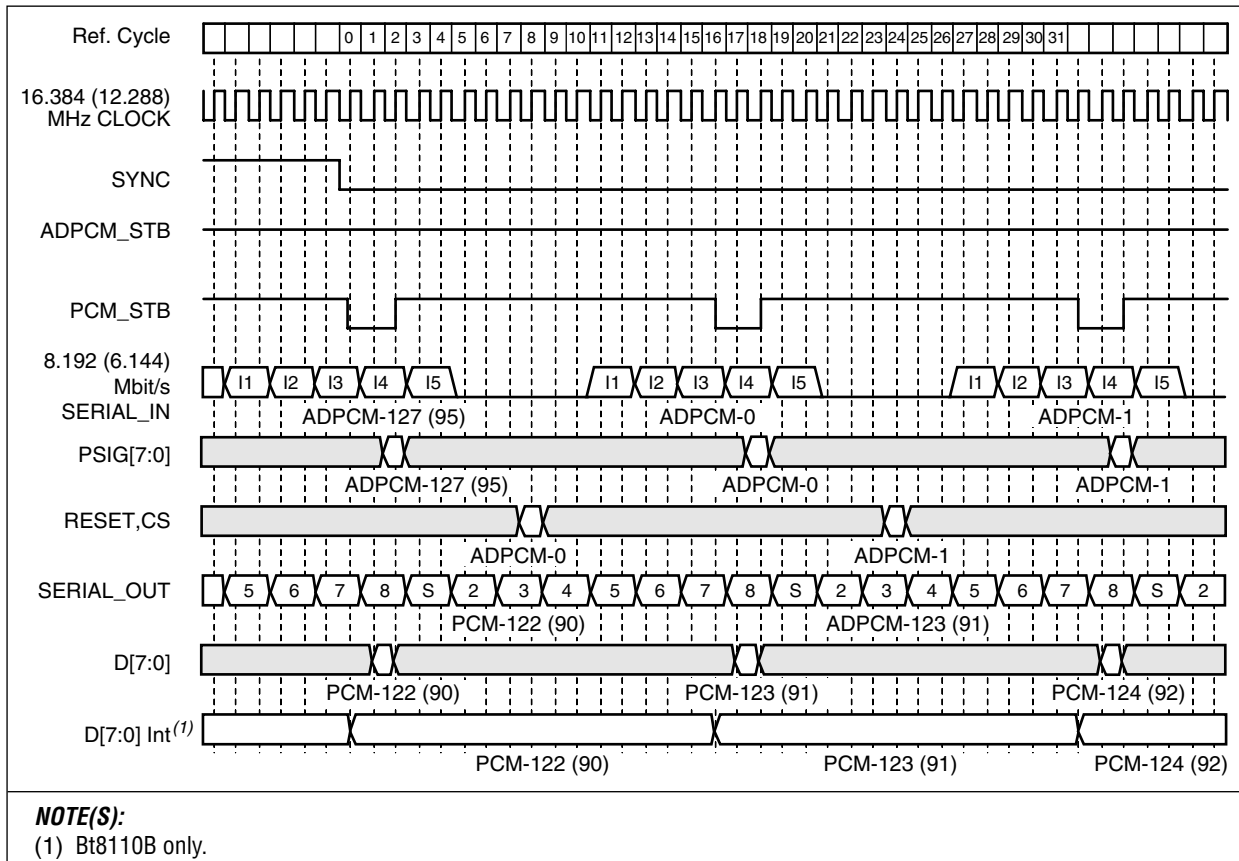 Ref. Cycle 0 1 2 3 4 5 6 7 8 9 10 11 12 13 14 15 16 17 18 19 20 21 22 23 24 25 26 27 28 29 30 31
16.384 (12.288)
MHz CLOCK
SYNC
ADPCM_STB
PCM_STB
8.192 (6.144)
Mbit/s
SERIAL_IN
I1 I2 I3 I4 I5 I1 I2 I3 I4 I5 I1 I2 I3 I4 I5
ADPCM-127 (95) ADPCM-0 ADPCM-1
PSIG[7:0]
ADPCM-127 (95) ADPCM-0 ADPCM-1
RESET,CS
ADPCM-0 ADPCM-1
SERIAL_OUT 5 6 7 8 S 2 3 4 5 6 7 8 S 2 3 4 5 6 7 8 S 2
PCM-122 (90) ADPCM-123 (91)
D[7:0]
PCM-122 (90) PCM-123 (91) PCM-124 (92)
D[7:0] Int(1)
PCM-122 (90) PCM-123 (91) PCM-124 (92)
NOTE(S):
(1) Bt8110B only.